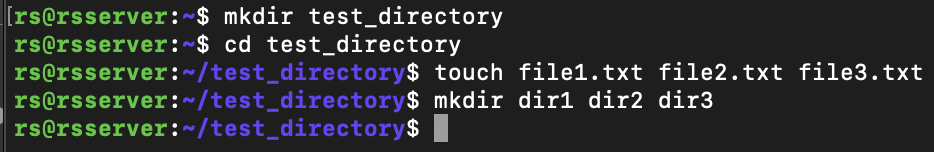 [rs@rsserver:~$ mkdir test_directory
rs@rsserver:~$ cd test_directory
rs@rsserver:~/test_directory$ touch file1.txt file2.txt file3.txt
rs@rsserver:~/test_directory$ mkdir dir1 dir2 dir3
rs@rsserver:~/test_directory$